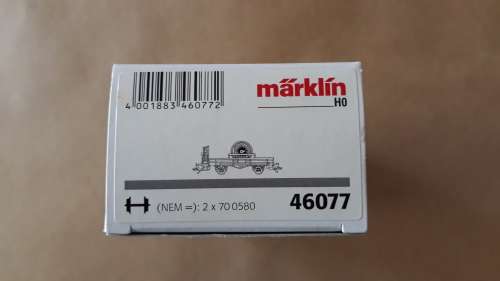 4 001883 460772
märklin
H0
(NEM =): 2 x 70 0580
46077